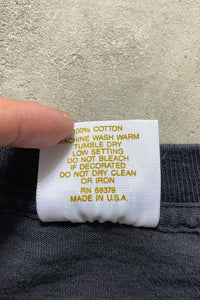 100% COTTON
MACHINE WASH WARM
TUMBLE DRY
LOW SETTING
DO NOT BLEACH
IF DECORATED
DO NOT DRY CLEAN
OR IRON
RN 68376
MADE IN U.S.A.